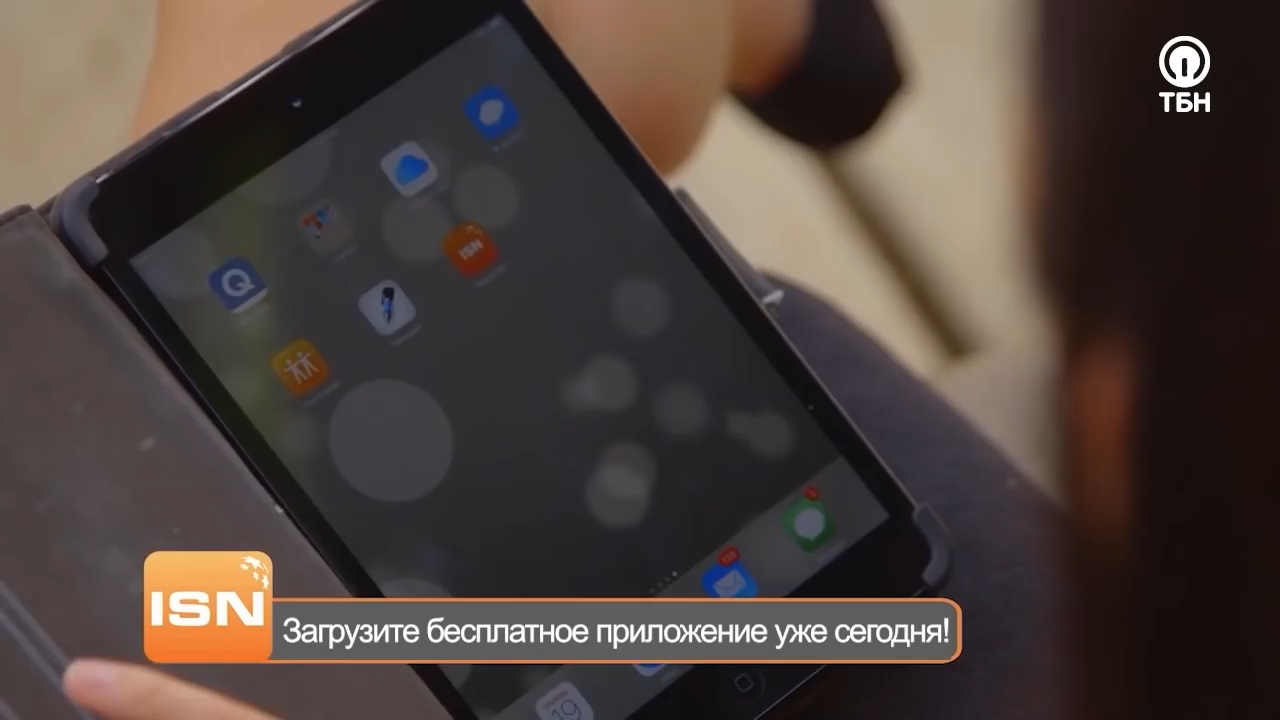 ТБН
Q
ISN
19
ISN
Загрузите бесплатное приложение уже сегодня!